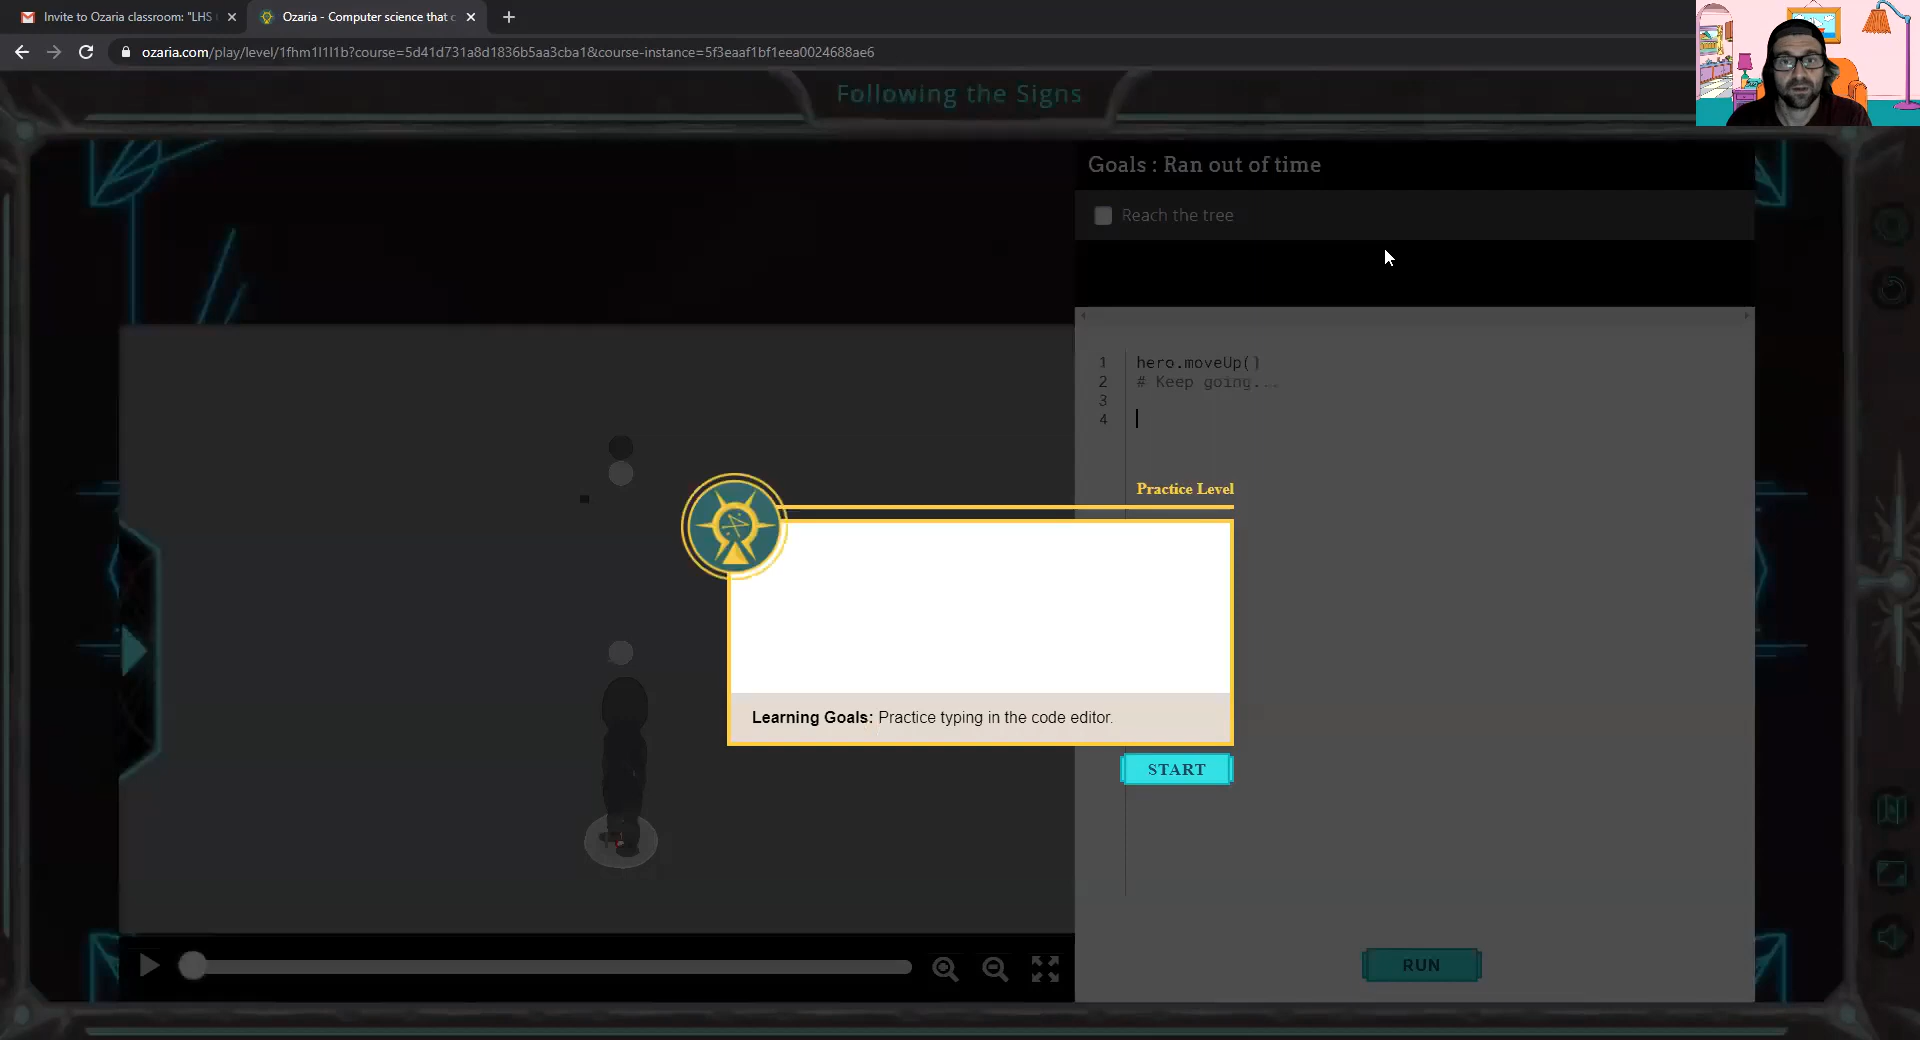 Invite to Ozaria classroom: "LHS
Ozaria - Computer science that c
ozaria.com/play/level/1fhm1l1l1b?course=5d41d731a8d1836b5aa3cba1&course-instance=5f3eaaf1bf1eea0024688ae6
Following the Signs
Goals : Ran out of time
Reach the tree
1 hero.moveUp()
2 # Keep going...
3
4
Practice Level
Learning Goals: Practice typing in the code editor.
START
RUN